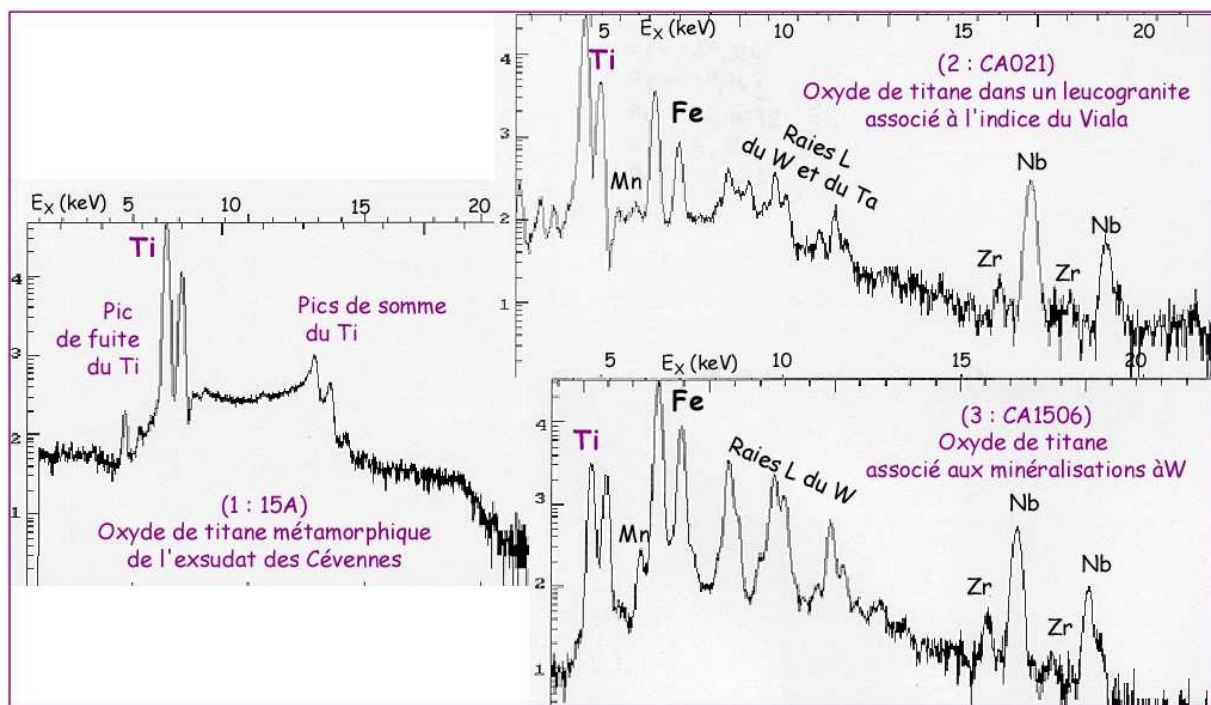 Eₓ (keV)
5 10 15 20
Ti
Pic
de fuite
du Ti
Pics de somme
du Ti
4
3
2
1
(1 : 15A)
Oxyde de titane métamorphique
de l'exsudat des Cévennes
5 Eₓ (keV) 10 15 20
Ti
4
3
2
1
Mn
Fe
Raies L
du W et du Ta
(2 : CA021)
Oxyde de titane dans un leucogranite
associé à l'indice du Viala
Zr
Nb
Zr
Nb
5 Eₓ (keV) 10 15 20
4
3
2
1
Ti
Mn
Fe
Raies L du W
(3 : CA1506)
Oxyde de titane
associé aux minéralisations àW
Zr
Nb
Zr
Nb